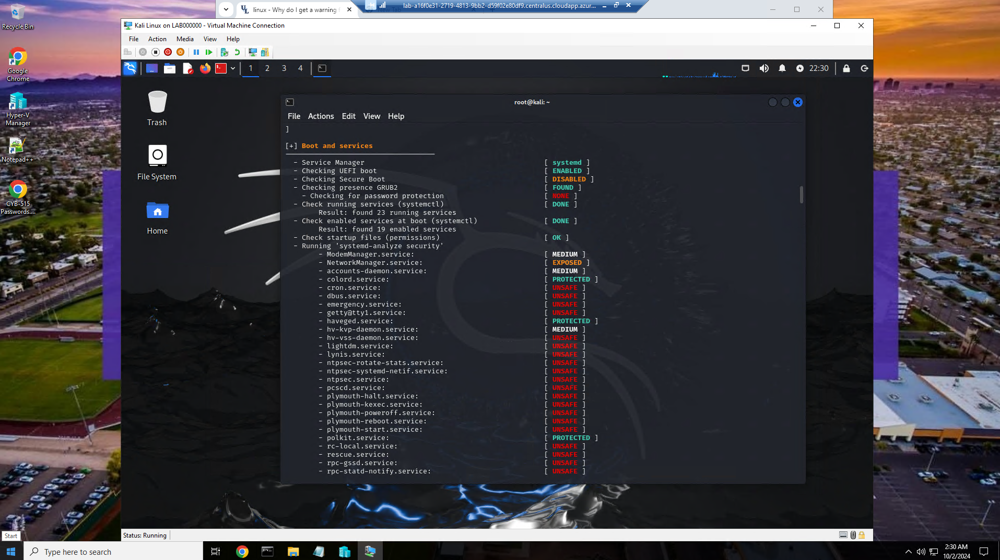 Recycle Bin
Google Chrome
Hyper-V Manager
Notepad++
CYB-515 Passwords....
linux - Why do I get a warning f
New Tab
lab-a16f0e31-2719-4813-9bb2-d59f02e80df9.centralus.cloudapp.azur...
Kali Linux on LAB000000 - Virtual Machine Connection
File Action Media View Help
1 2 3 4
22:30
Trash
File System
Home
root@kali: ~
File Actions Edit View Help
]
[+] Boot and services
- Service Manager [ systemd ]
- Checking UEFI boot [ ENABLED ]
- Checking Secure Boot [ DISABLED ]
- Checking presence GRUB2 [ FOUND ]
- Checking for password protection [ NONE ]
- Check running services (systemctl) [ DONE ]
Result: found 23 running services
- Check enabled services at boot (systemctl) [ DONE ]
Result: found 19 enabled services
- Check startup files (permissions) [ OK ]
- Running 'systemd-analyze security'
- ModemManager.service: [ MEDIUM ]
- NetworkManager.service: [ EXPOSED ]
- accounts-daemon.service: [ MEDIUM ]
- colord.service: [ PROTECTED ]
- cron.service: [ UNSAFE ]
- dbus.service: [ UNSAFE ]
- emergency.service: [ UNSAFE ]
- getty@tty1.service: [ UNSAFE ]
- haveged.service: [ PROTECTED ]
- hv-kvp-daemon.service: [ MEDIUM ]
- hv-vss-daemon.service: [ UNSAFE ]
- lightdm.service: [ UNSAFE ]
- lynis.service: [ UNSAFE ]
- ntpsec-rotate-stats.service: [ UNSAFE ]
- ntpsec-systemd-netif.service: [ UNSAFE ]
- ntpsec.service: [ UNSAFE ]
- pcscd.service: [ UNSAFE ]
- plymouth-halt.service: [ UNSAFE ]
- plymouth-kexec.service: [ UNSAFE ]
- plymouth-poweroff.service: [ UNSAFE ]
- plymouth-reboot.service: [ UNSAFE ]
- plymouth-start.service: [ UNSAFE ]
- polkit.service: [ PROTECTED ]
- rc-local.service: [ UNSAFE ]
- rescue.service: [ UNSAFE ]
- rpc-gssd.service: [ UNSAFE ]
- rpc-statd-notify.service: [ UNSAFE ]
Status: Running
Start
Type here to search
2:30 AM
10/2/2024